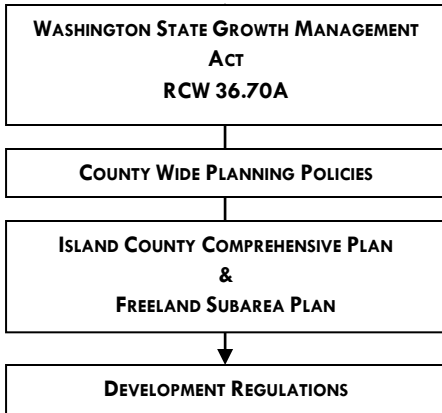 WASHINGTON STATE GROWTH MANAGEMENT
ACT
RCW 36.70A
COUNTY WIDE PLANNING POLICIES
ISLAND COUNTY COMPREHENSIVE PLAN
&
FREELAND SUBAREA PLAN
DEVELOPMENT REGULATIONS